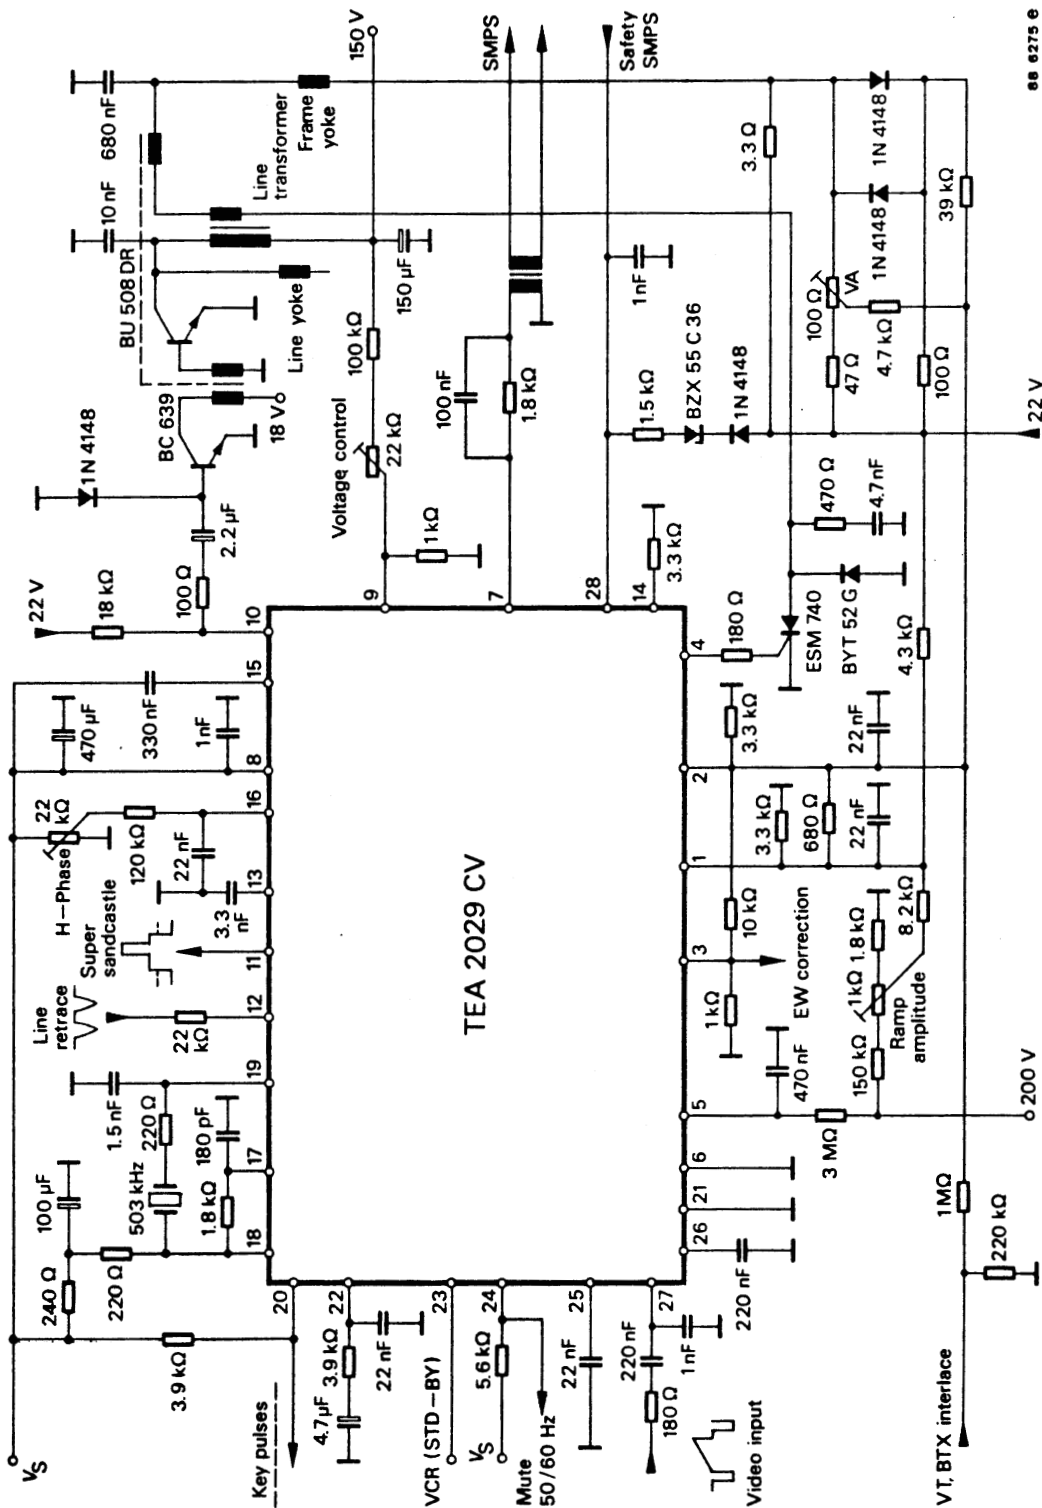 88 6275 e
SMPS
Safety
SMPS
150 V
680 nF
10 nF
BU 508 DR
Line
transformer
Frame
yoke
Line yoke
150 µF
BC 639
18 V
1N 4148
2.2 µF
100 Ω
22 V
18 kΩ
100 kΩ
Voltage control
22 kΩ
1 kΩ
100 nF
1.8 kΩ
1 nF
1.5 kΩ
BZX 55 C 36
1N 4148
3.3 Ω
1N 4148
1N 4148
39 kΩ
100 Ω
VA
4.7 kΩ
47 Ω
100 Ω
22 V
470 Ω
4.7 nF
3.3 kΩ
180 Ω
ESM 740
BYT 52 G
4.3 kΩ
10
9
7
28
14
4
15
8
16
13
11
12
19
17
18
2
1
3
5
6
21
26
20
22
23
24
25
27
TEA 2029 CV
470 µF
330 nF
1 nF
22
kΩ
H–Phase
120 kΩ
22 nF
3.3
nF
Super
sandcastle
Line
retrace
22
kΩ
1.5 nF
220 Ω
503 kHz
180 pF
1.8 kΩ
100 µF
240 Ω
220 Ω
3.9 kΩ
3.3 kΩ
22 nF
3.3 kΩ
680 Ω
22 nF
10 kΩ
1 kΩ
EW correction
8.2 kΩ
1.8 kΩ
1 kΩ
Ramp
amplitude
150 kΩ
470 nF
3 MΩ
200 V
220 nF
1 MΩ
220 kΩ
VS
Key pulses
4.7 µF
3.9 kΩ
22 nF
VCR (STD–BY)
5.6 kΩ
VS
Mute
50/60 Hz
22 nF
220 nF
1 nF
180 Ω
Video input
VT, BTX interlace